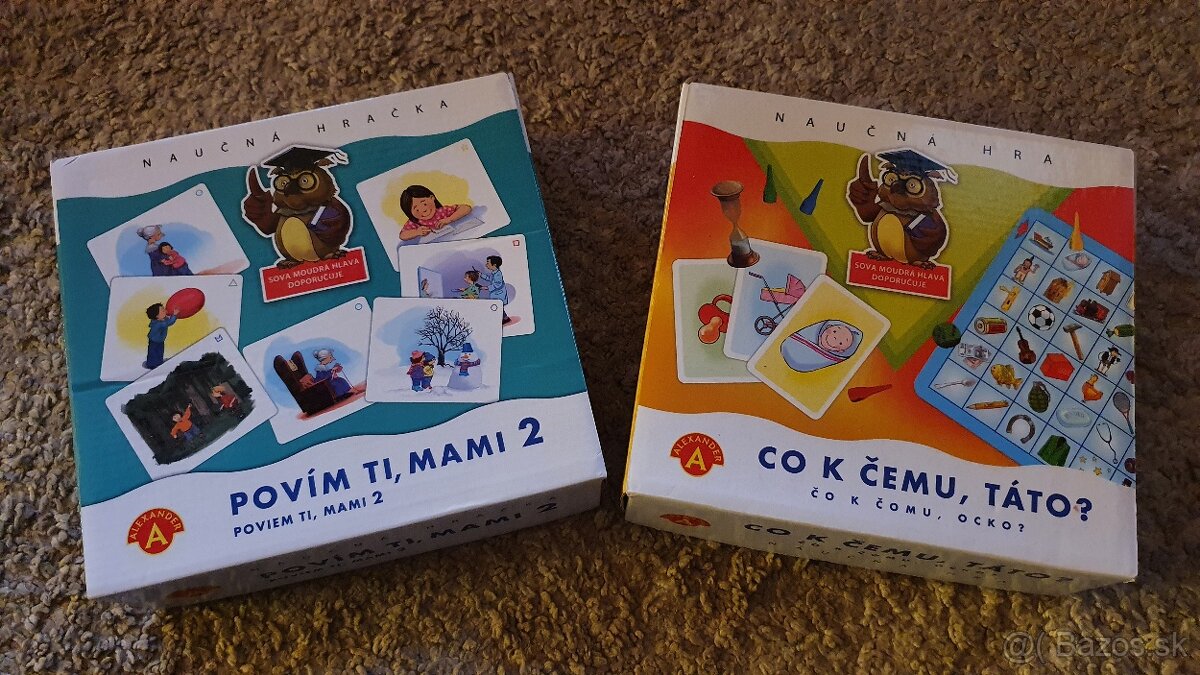 NAUČNÁ HRAČKA
SOVA MOUDRÁ HLAVA
DOPORUČUJE
POVÍM TI, MAMI 2
POVIEM TI, MAMI 2
ALEXANDER
A
POVÍM TI, MAMI 2
NAUČNÁ HRA
SOVA MOUDRÁ HLAVA
DOPORUČUJE
ALEXANDER
A
CO K ČEMU, TÁTO?
ČO K ČOMU, OCKO?
CO K ČEMU, TÁTO?
@( Bazos.sk